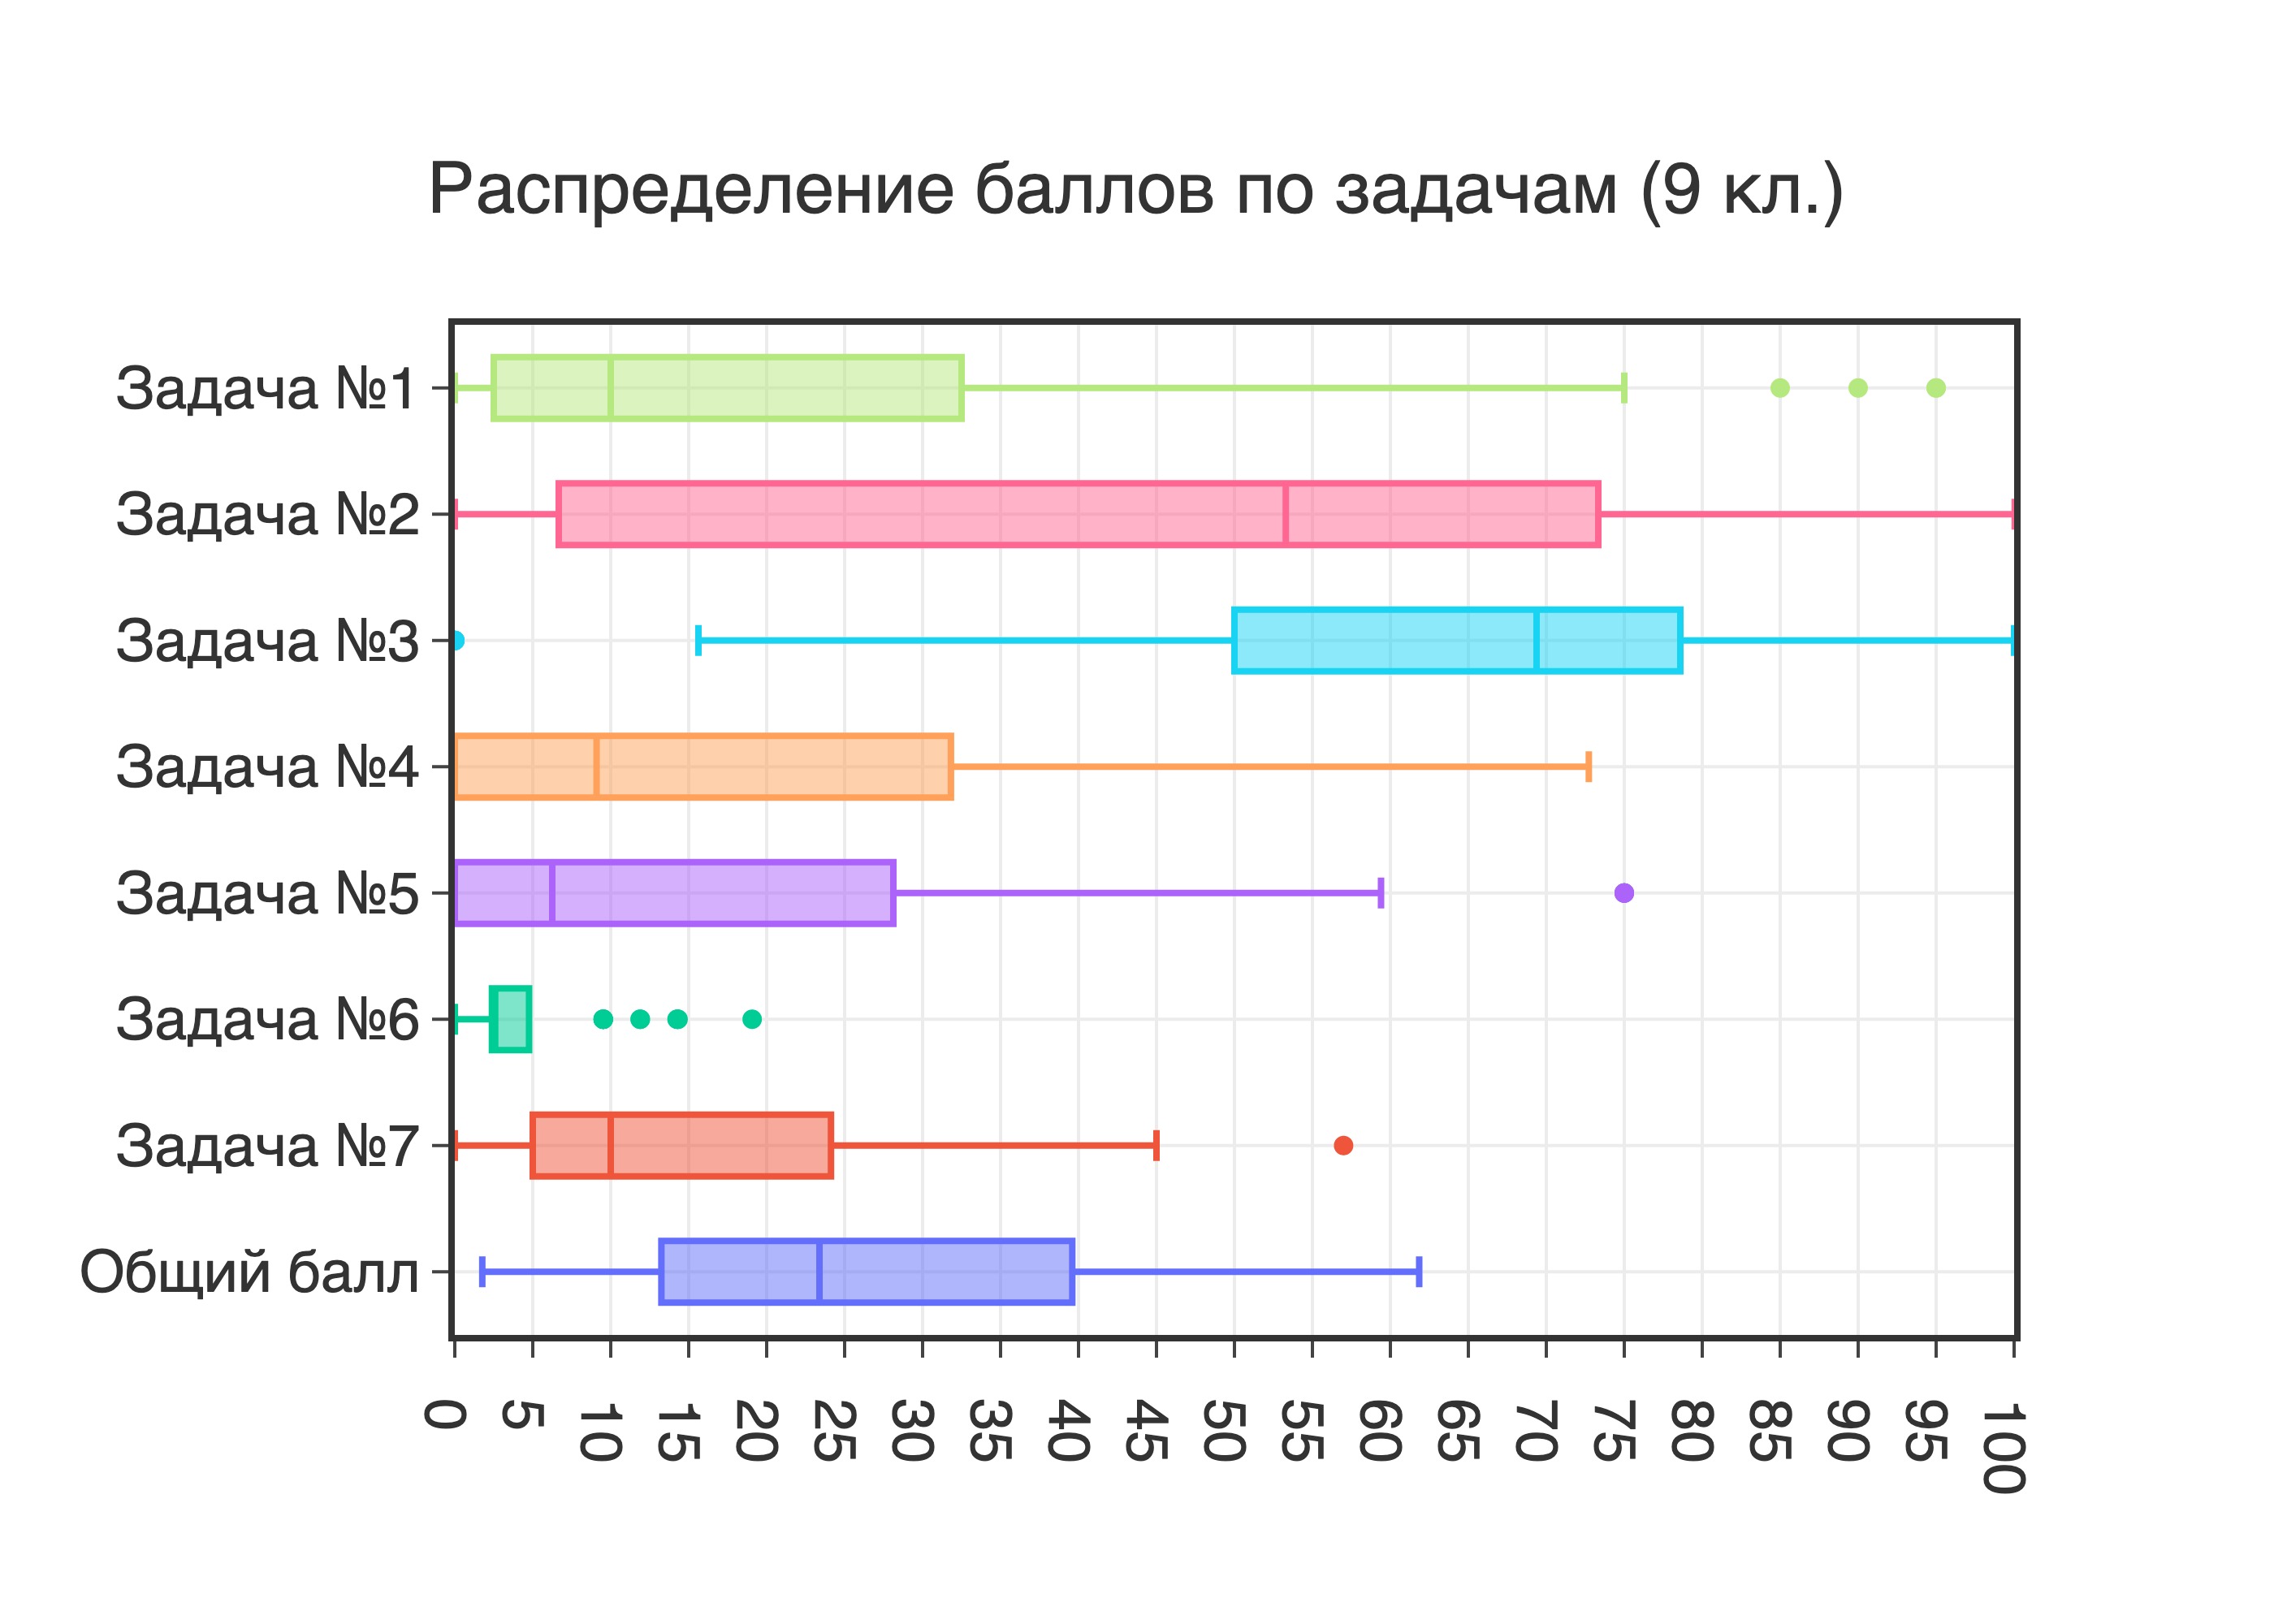 Распределение баллов по задачам (9 кл.)
Задача №1
Задача №2
Задача №3
Задача №4
Задача №5
Задача №6
Задача №7
Общий балл
0 5 10 15 20 25 30 35 40 45 50 55 60 65 70 75 80 85 90 95 100